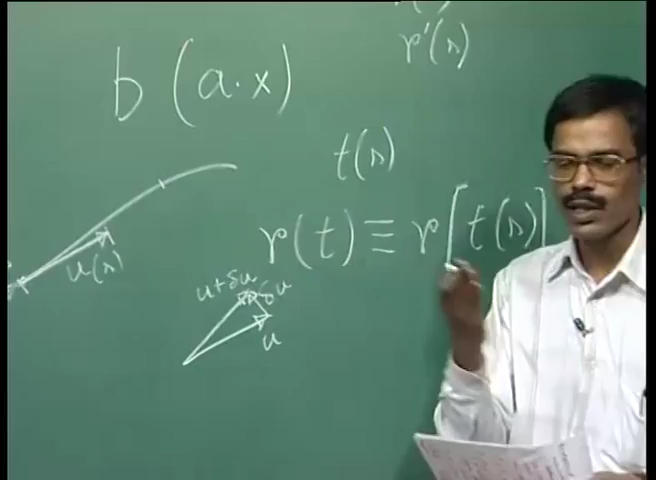 r'(s)
b (a·x)
t(s)
r(t) ≡ r[t(s)]
u(s)
u+δu
δu
u